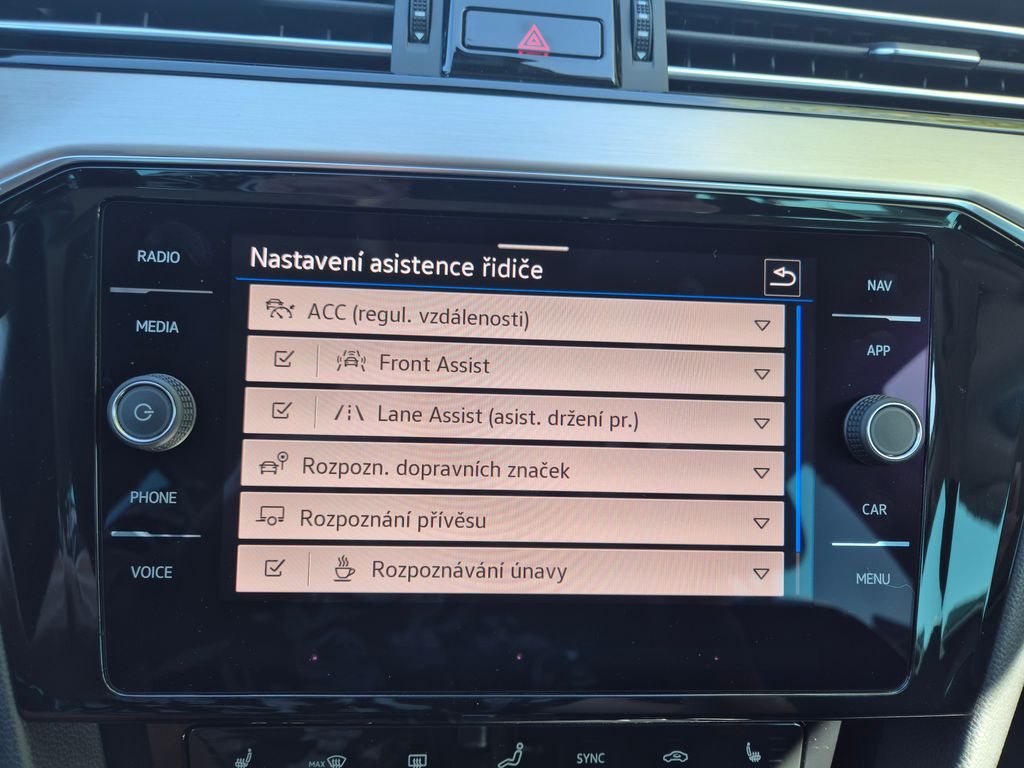 RADIO
MEDIA
PHONE
VOICE
Nastavení asistence řidiče
ACC (regul. vzdálenosti)
Front Assist
Lane Assist (asist. držení pr.)
Rozpozn. dopravních značek
Rozpoznání přívěsu
Rozpoznávání únavy
NAV
APP
CAR
MENU
MAX
SYNC